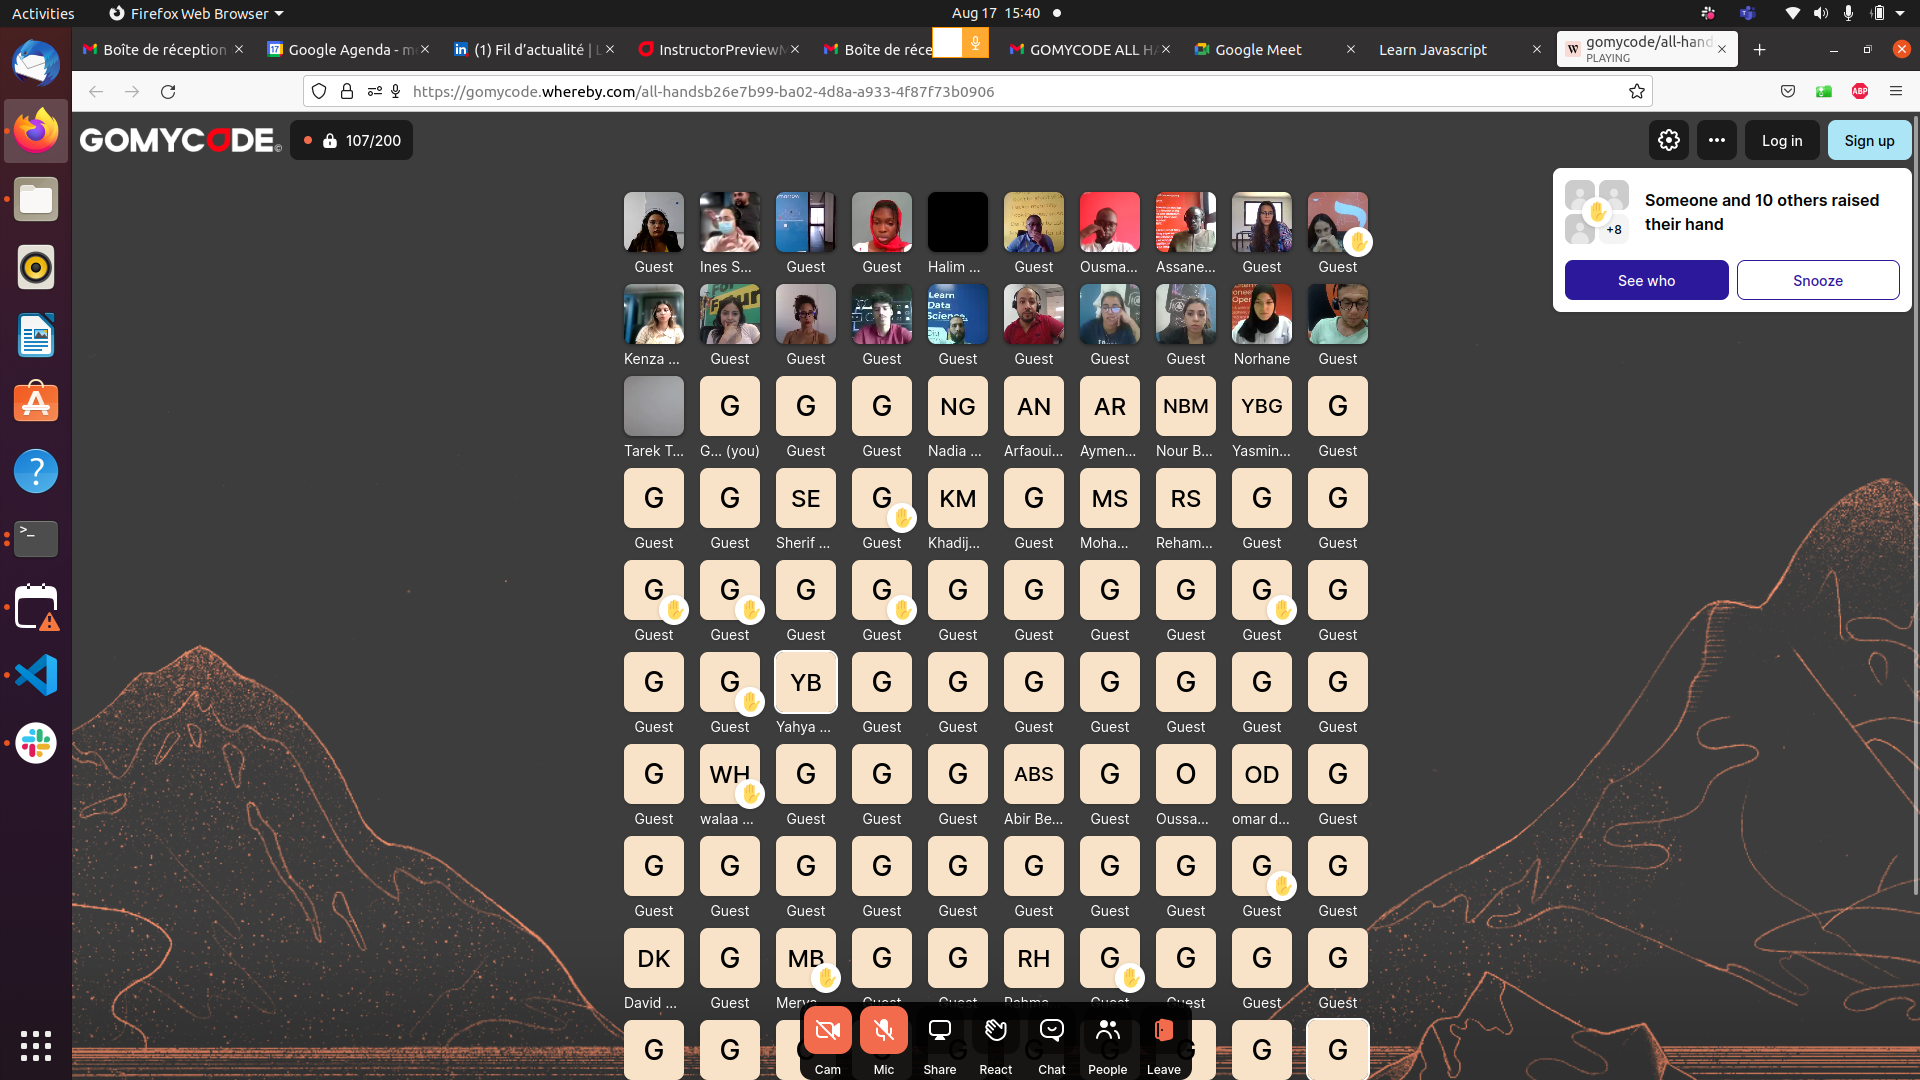 Activities
Firefox Web Browser
Aug 17 15:40
Boîte de réception
Google Agenda - m
(1) Fil d'actualité | L
InstructorPreviewM
Boîte de réce
GOMYCODE ALL H
Google Meet
Learn Javascript
gomycode/all-hand
PLAYING
https://gomycode.whereby.com/all-handsb26e7b99-ba02-4d8a-a933-4f87f73b0906
ABP
GOMYCODE
107/200
Log in
Sign up
Someone and 10 others raised
their hand
+8
See who
Snooze
Guest Ines S... Guest Guest Halim ... Guest Ousma... Assane... Guest Guest
Learn
Data
Science
Kenza ... Guest Guest Guest Guest Guest Guest Guest Norhane Guest
G G G NG AN AR NBM YBG G
Tarek T... G... (you) Guest Guest Nadia ... Arfaoui... Aymen... Nour B... Yasmin... Guest
G G SE G KM G MS RS G G
Guest Guest Sherif ... Guest Khadij... Guest Moha... Reham... Guest Guest
G G G G G G G G G G
Guest Guest Guest Guest Guest Guest Guest Guest Guest Guest
G G YB G G G G G G G
Guest Guest Yahya ... Guest Guest Guest Guest Guest Guest Guest
G WH G G G ABS G O OD G
Guest walaa ... Guest Guest Guest Abir Be... Guest Oussa... omar d... Guest
G G G G G G G G G G
Guest Guest Guest Guest Guest Guest Guest Guest Guest Guest
DK G MB G G RH G G G G
David ... Guest Merva... Guest Guest Rahma... Guest Guest Guest Guest
G G G G G G
Cam Mic Share React Chat People Leave